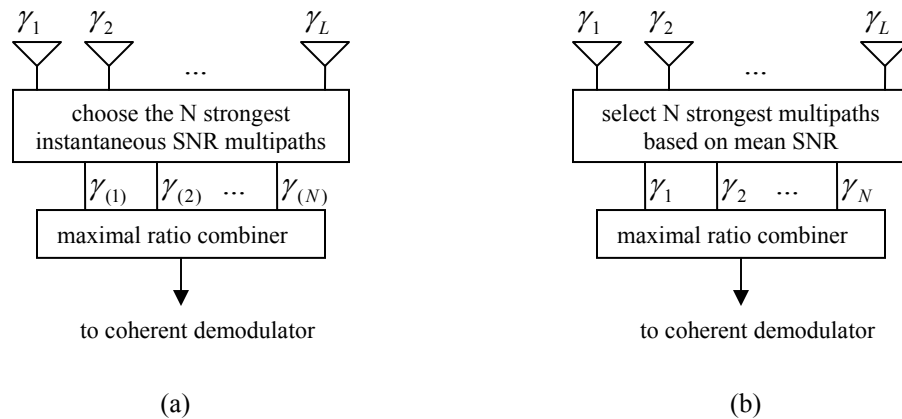 γ1 γ2 ... γL
choose the N strongest
instantaneous SNR multipaths
γ(1) γ(2) ... γ(N)
maximal ratio combiner
to coherent demodulator
(a)
γ1 γ2 ... γL
select N strongest multipaths
based on mean SNR
γ1 γ2 ... γN
maximal ratio combiner
to coherent demodulator
(b)